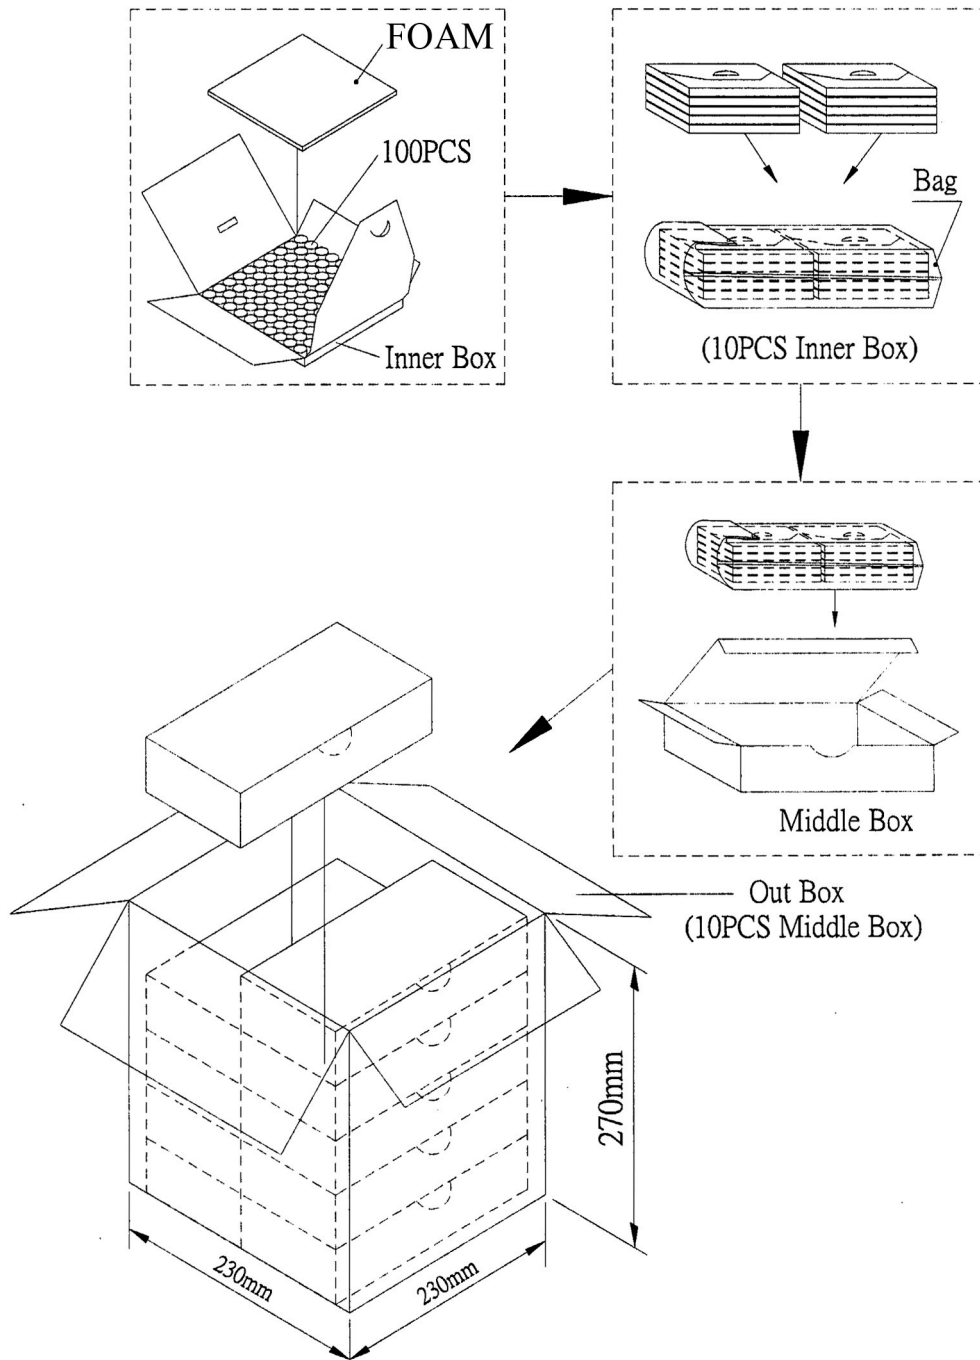 FOAM
100PCS
Inner Box
Bag
(10PCS Inner Box)
Middle Box
Out Box
(10PCS Middle Box)
270mm
230mm
230mm